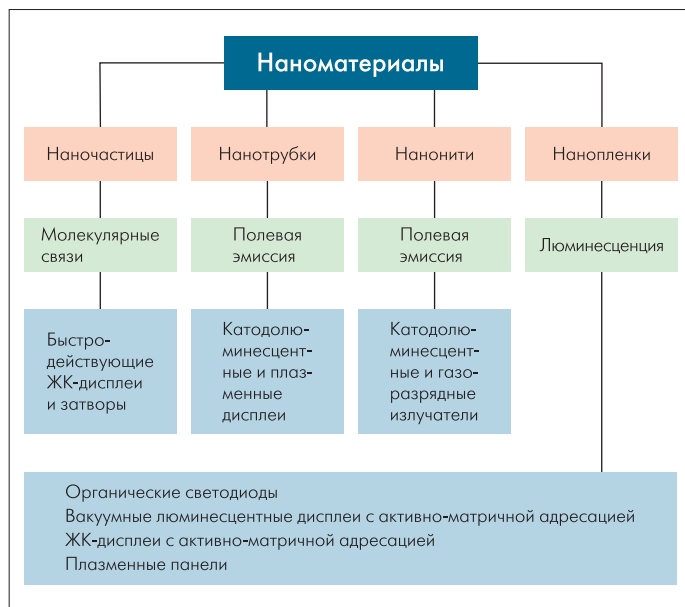 Наноматериалы
Наночастицы
Нанотрубки
Нанонити
Нанопленки
Молекулярные
связи
Полевая
эмиссия
Полевая
эмиссия
Люминесценция
Быстро-
действующие
ЖК-дисплеи
и затворы
Катодолю-
минесцент-
ные и плаз-
менные
дисплеи
Катодолю-
минесцент-
ные и газо-
разрядные
излучатели
Органические светодиоды
Вакуумные люминесцентные дисплеи с активно-матричной адресацией
ЖК-дисплеи с активно-матричной адресацией
Плазменные панели